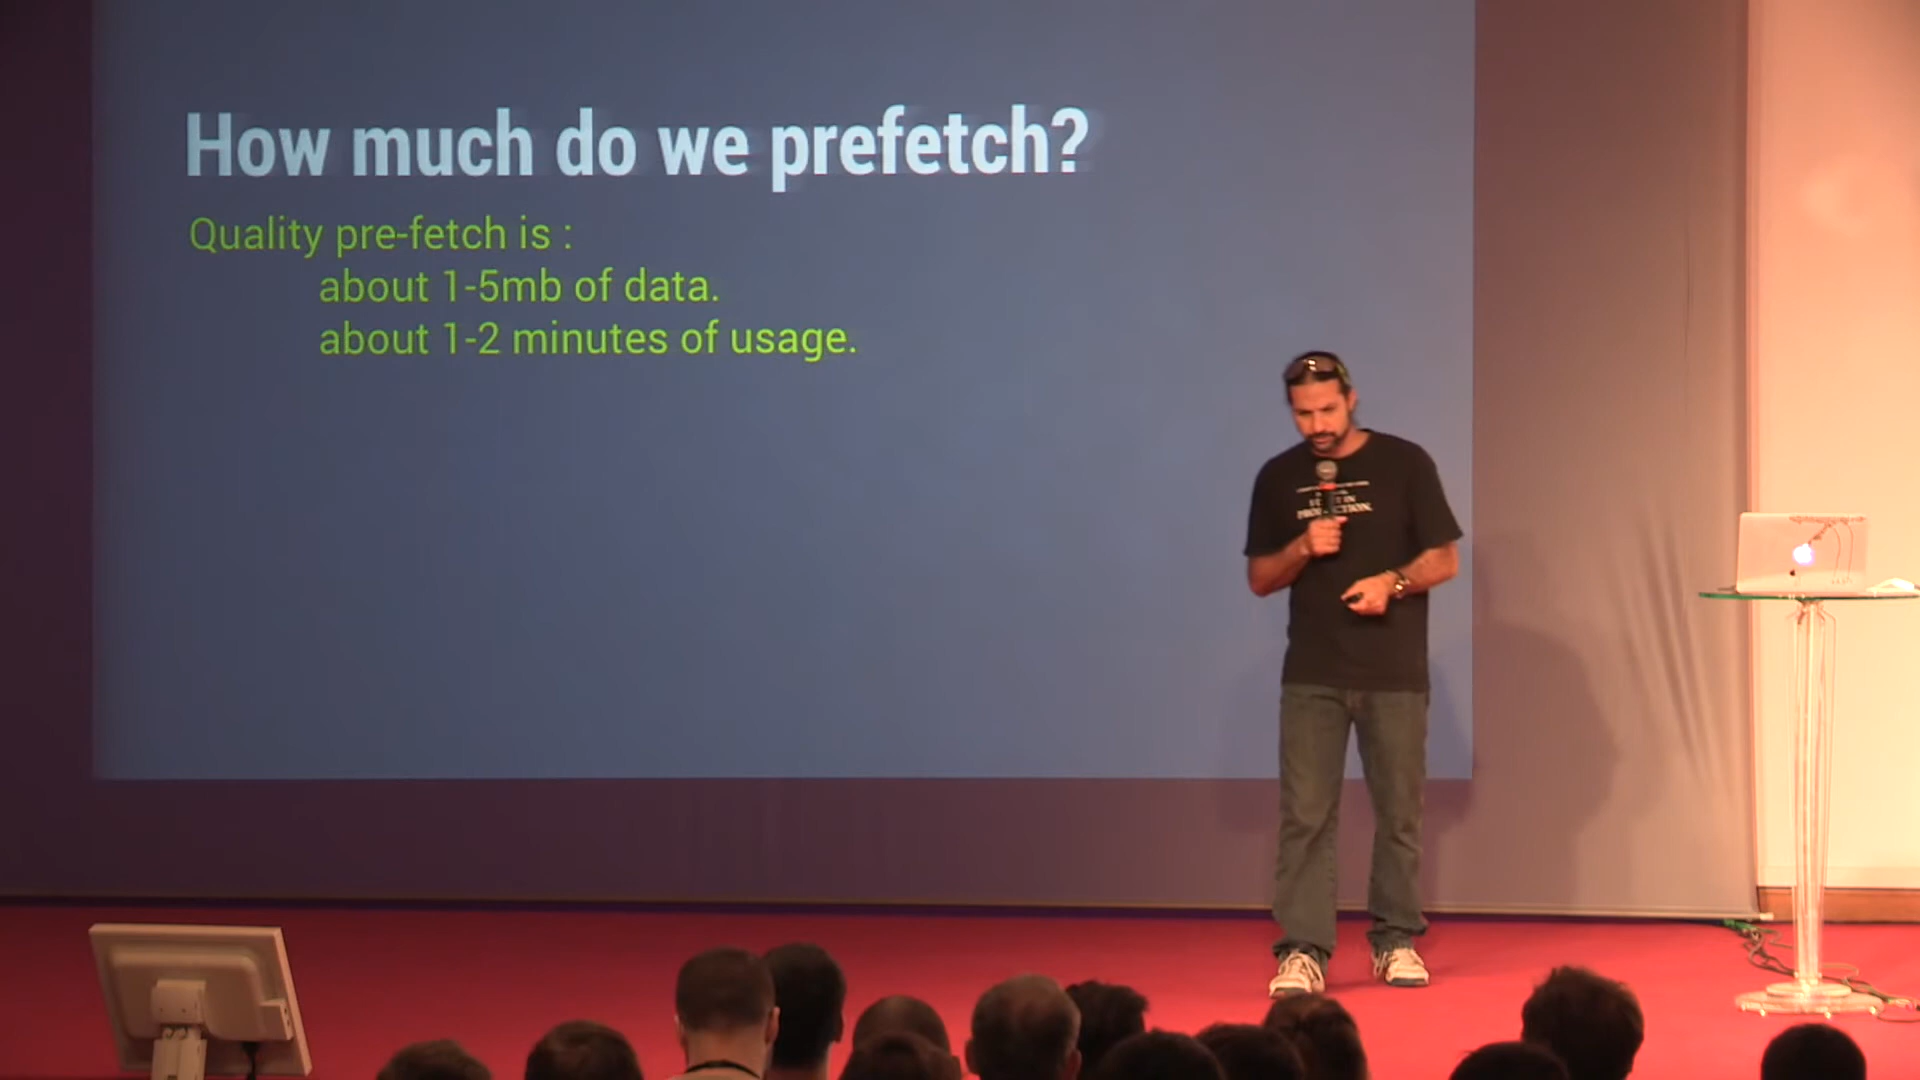 How much do we prefetch?
Quality pre-fetch is :
about 1-5mb of data.
about 1-2 minutes of usage.